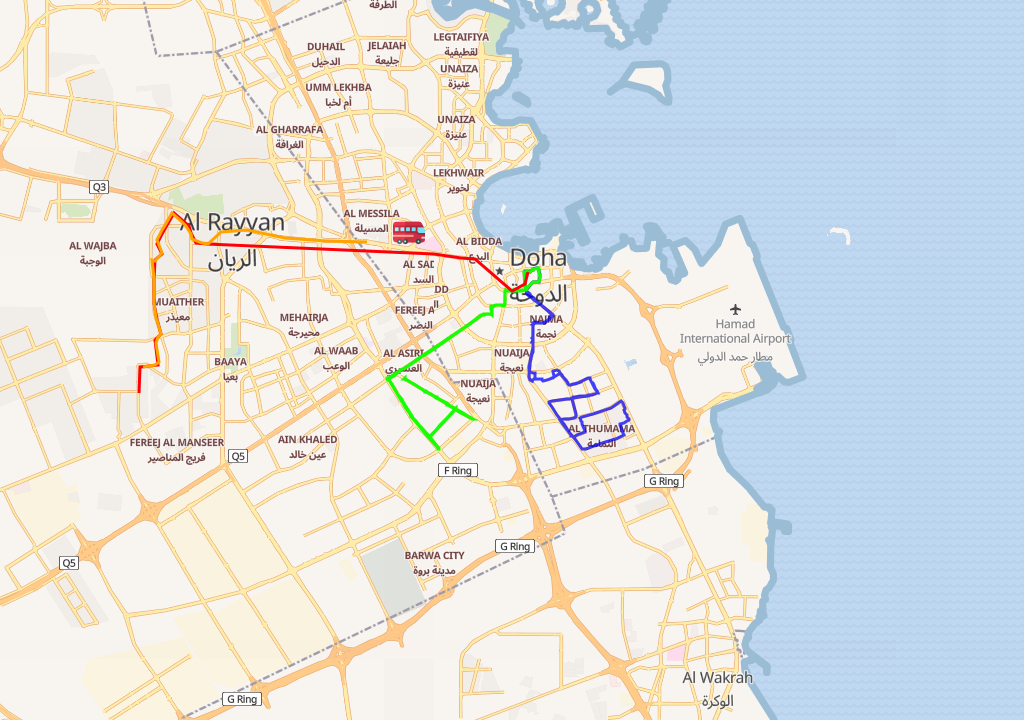 الطرفة
LEGTAIFIYA
لقطيفية
DUHAIL
الدحيل
JELAIAH
جليعة
UNAIZA
عنيزة
UMM LEKHBA
أم لخبا
UNAIZA
عنيزة
AL GHARRAFA
الغرافة
LEKHWAIR
لخوير
Q3
AL MESSILA
المسيلة
Al Rayyan
الريان
AL WAJBA
الوجبة
AL BIDDA
البدع
Doha
الدوحة
السد
DD
MUAITHER
معيذر
FEREEJ A
النصر
MEHAIRJA
محيرجة
NAJMA
نجمة
Hamad
International Airport
مطار حمد الدولي
BAAYA
بعيا
AL WAAB
الوعب
AL ASIRI
العسيري
NUAIJA
نعيجة
NUAIJA
نعيجة
AL THUMAMA
الثمامة
FEREEJ AL MANSEER
فريج المناصير
AIN KHALED
عين خالد
Q5
F Ring
G Ring
G Ring
BARWA CITY
مدينة بروة
Q5
Al Wakrah
الوكرة
G Ring